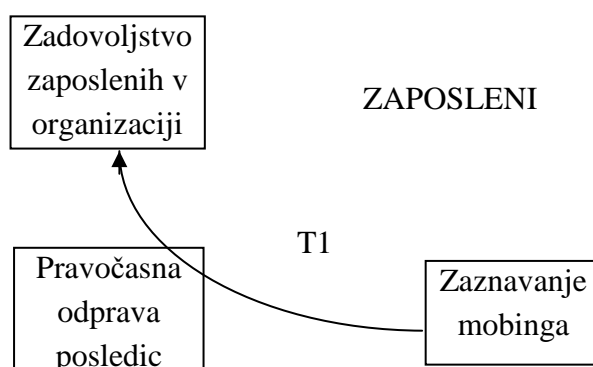 Zadovoljstvo
zaposlenih v
organizaciji
ZAPOSLENI
T1
Pravočasna
odprava
posledic
Zaznavanje
mobinga